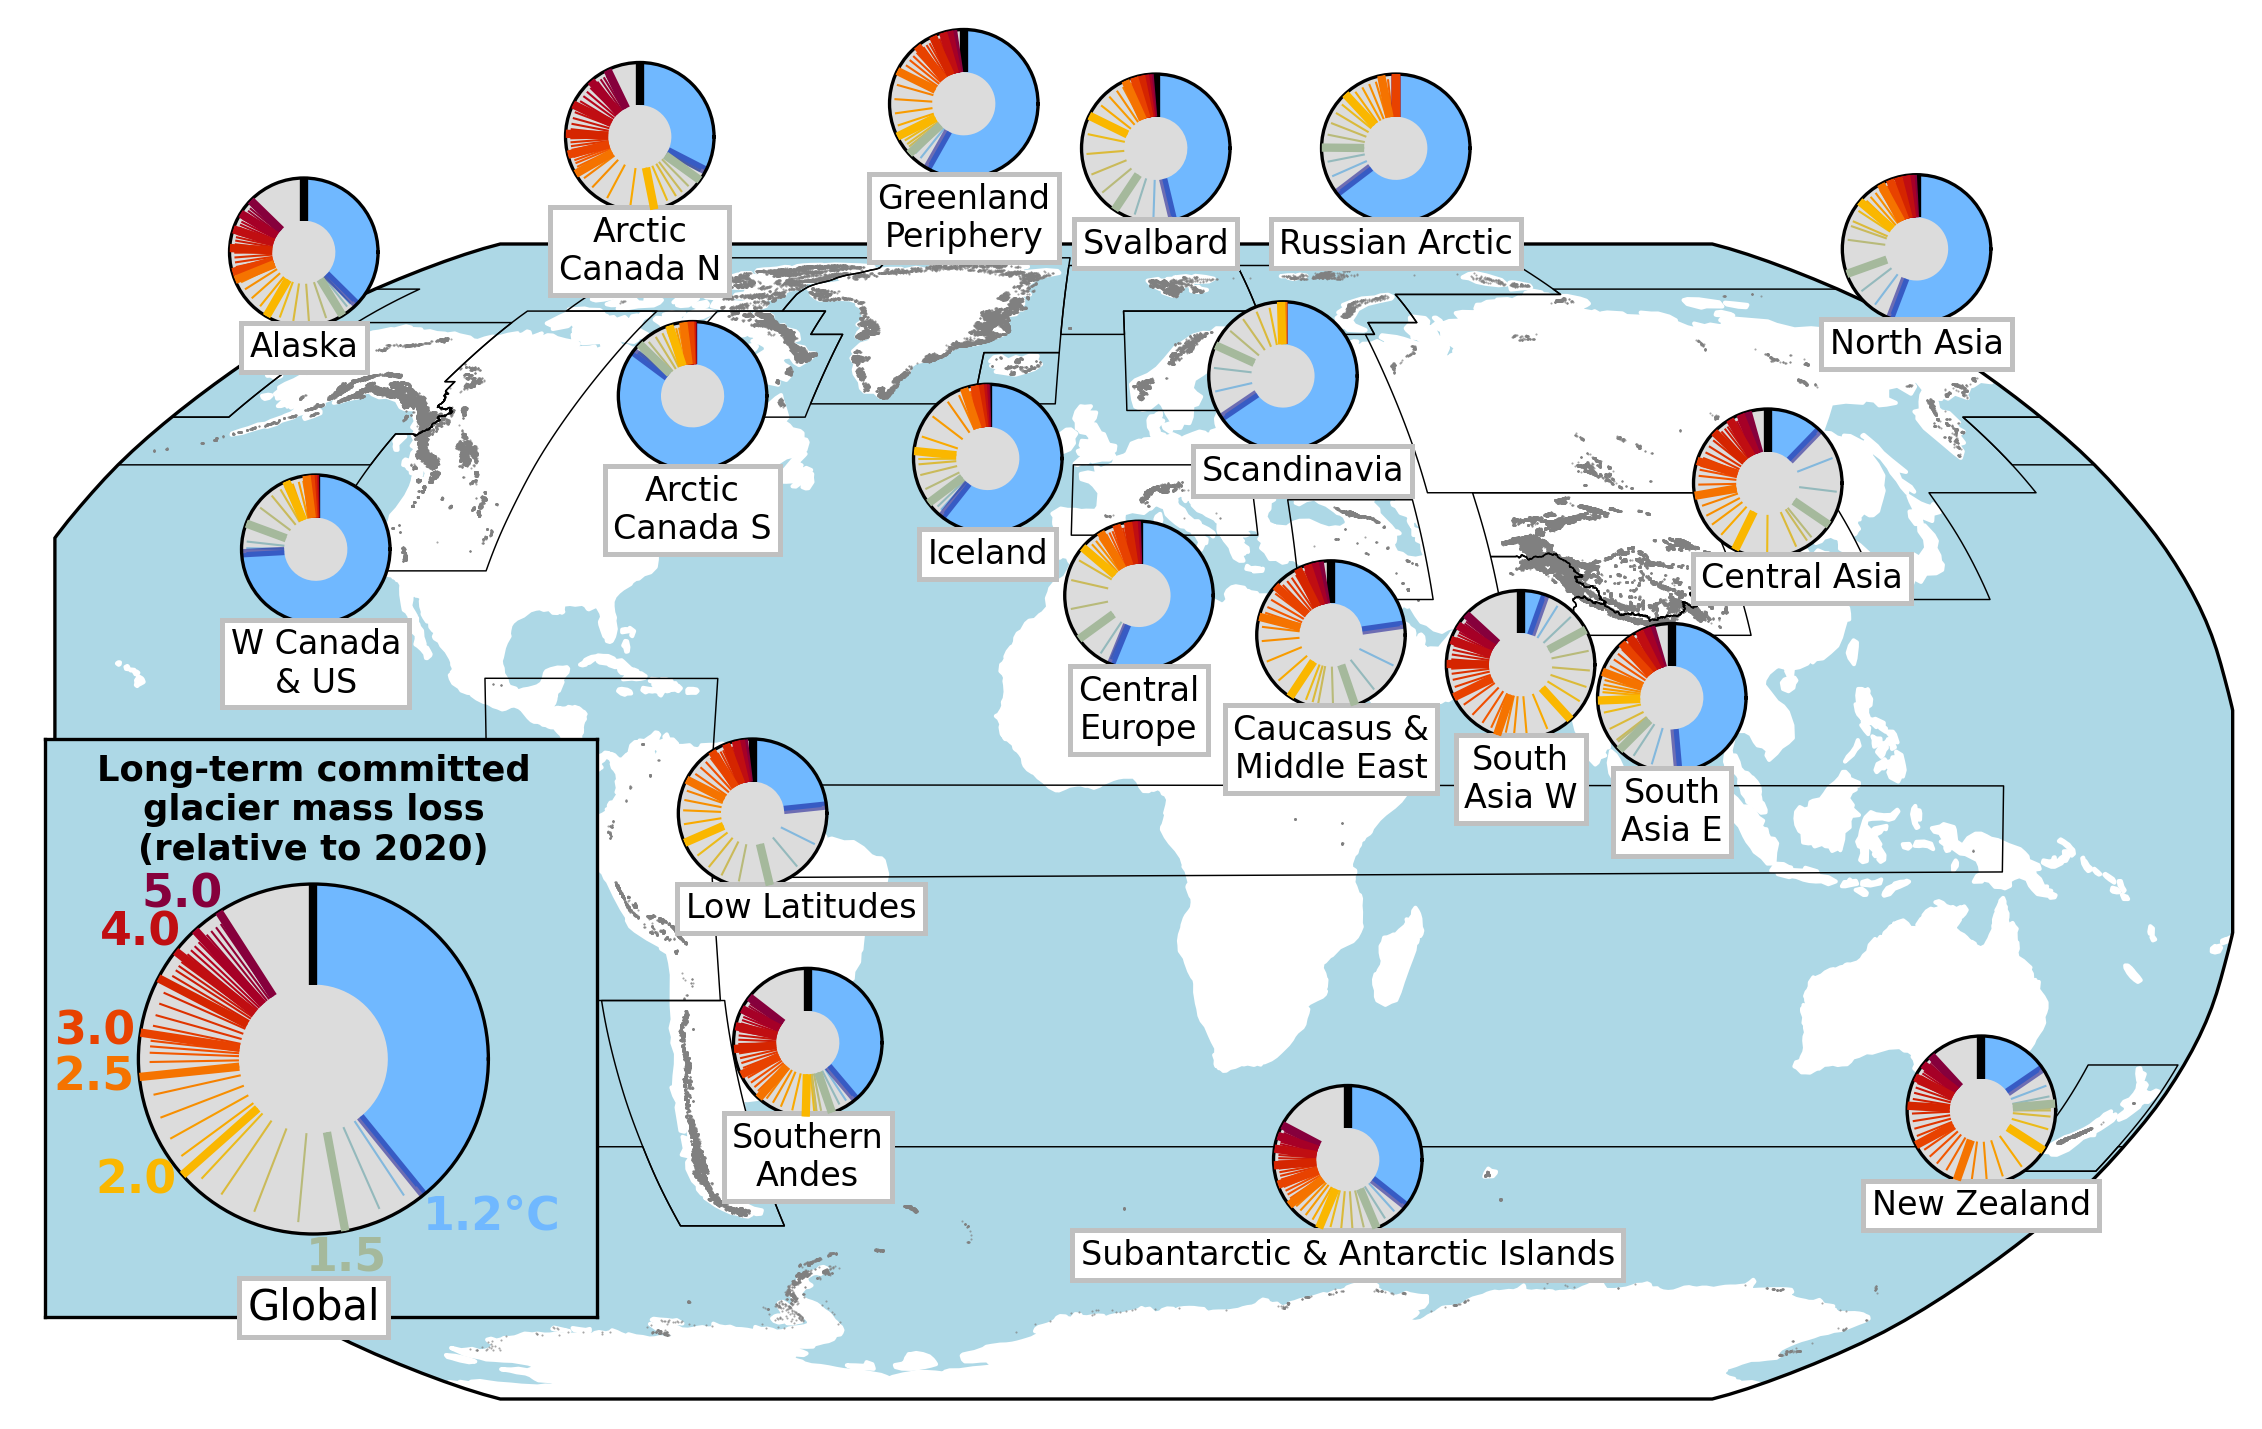 Greenland
Periphery
Arctic
Canada N
Svalbard
Russian Arctic
Alaska
North Asia
Scandinavia
Arctic
Canada S
Iceland
Central Asia
W Canada
& US
Central
Europe
Caucasus &
Middle East
South
Asia W
South
Asia E
Long-term committed
glacier mass loss
(relative to 2020)
5.0
4.0
3.0
2.5
2.0
1.2°C
1.5
Global
Low Latitudes
Southern
Andes
Subantarctic & Antarctic Islands
New Zealand